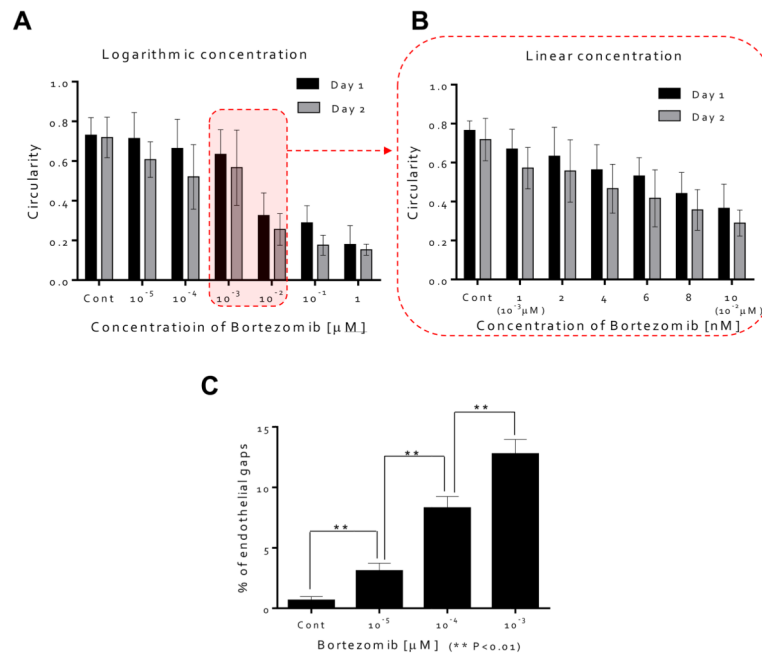 A
Logarithmic concentration
Day 1
Day 2
Circularity
1.0
0.8
0.6
0.4
0.2
0.0
Cont 10⁻⁵ 10⁻⁴ 10⁻³ 10⁻² 10⁻¹ 1
Concentratioin of Bortezomib [μM]
B
Linear concentration
Day 1
Day 2
Circularity
1.0
0.8
0.6
0.4
0.2
0.0
Cont 1 2 4 6 8 10
(10⁻³μM) (10⁻²μM)
Concentration of Bortezomib [nM]
C
% of endothelial gaps
15
10
5
0
**
**
**
Cont 10⁻⁵ 10⁻⁴ 10⁻³
Bortezomib [μM] (** P<0.01)